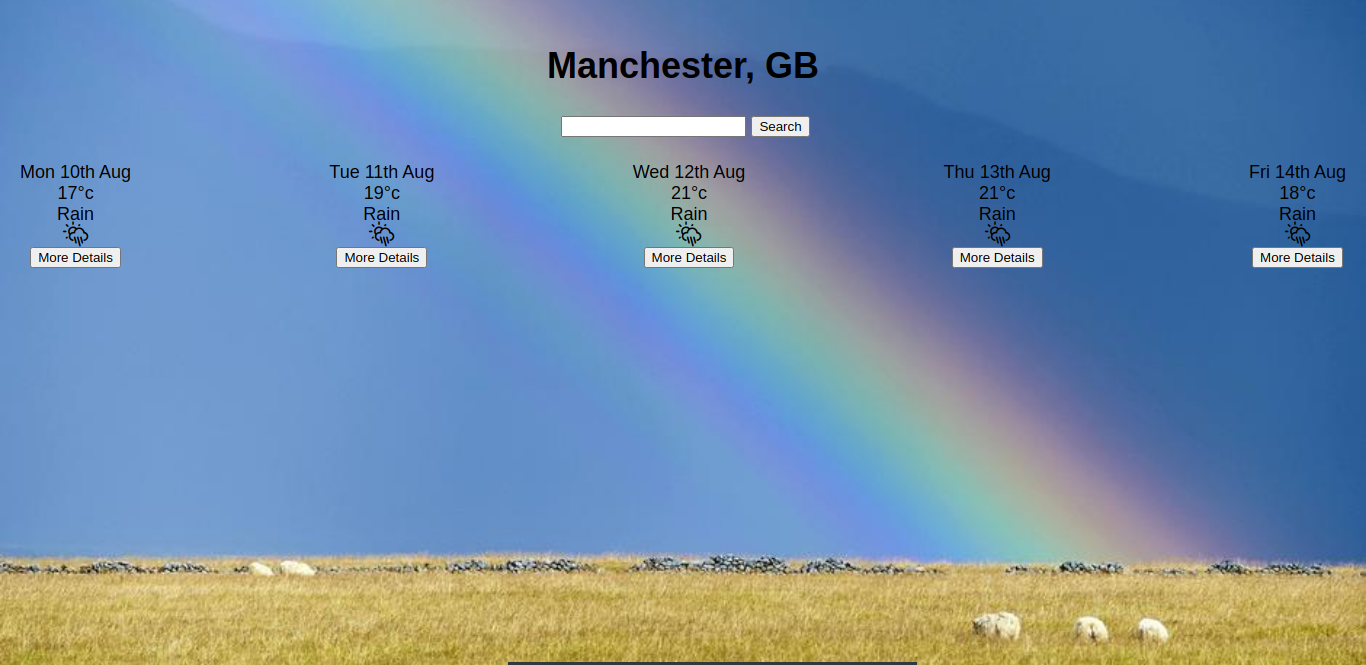 Manchester, GB
Search
Mon 10th Aug
17°c
Rain
More Details
Tue 11th Aug
19°c
Rain
More Details
Wed 12th Aug
21°c
Rain
More Details
Thu 13th Aug
21°c
Rain
More Details
Fri 14th Aug
18°c
Rain
More Details